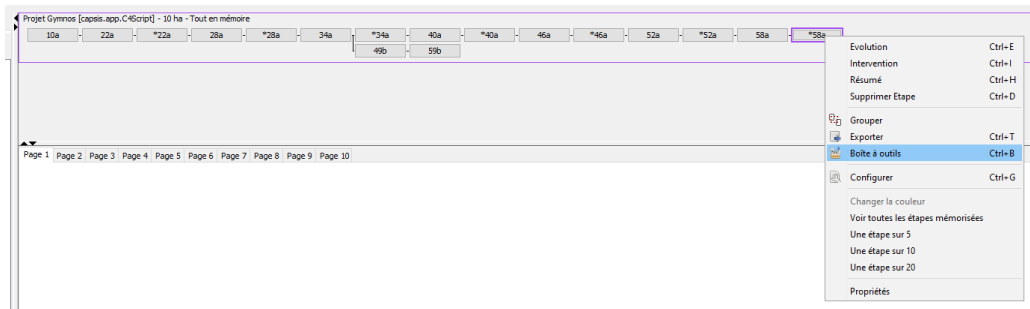 Projet Gymnos [capsis.app.C4Script] - 10 ha - Tout en mémoire
10a - 22a - *22a - 28a - *28a - 34a - *34a - 40a - *40a - 46a - *46a - 52a - *52a - 58a - *58a
49b - 59b
Evolution Ctrl+E
Intervention Ctrl+I
Résumé Ctrl+H
Supprimer Etape Ctrl+D
Grouper
Exporter Ctrl+T
Boîte à outils Ctrl+B
Configurer Ctrl+G
Changer la couleur
Voir toutes les étapes mémorisées
Une étape sur 5
Une étape sur 10
Une étape sur 20
Propriétés
Page 1 Page 2 Page 3 Page 4 Page 5 Page 6 Page 7 Page 8 Page 9 Page 10